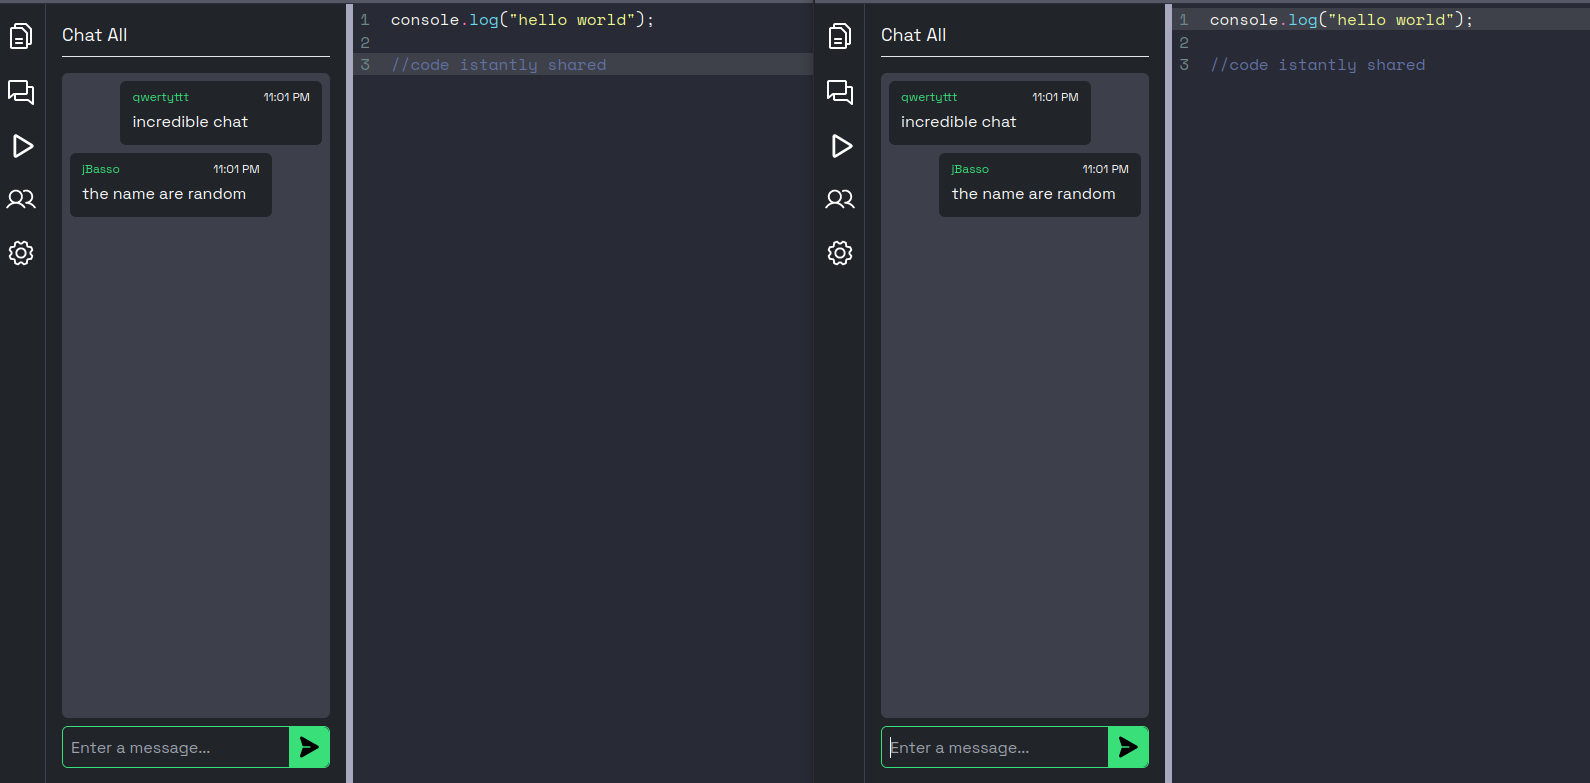 Chat All
qwertyttt 11:01 PM
incredible chat
jBasso 11:01 PM
the name are random
Enter a message...
1 console.log("hello world");
2
3 //code istantly shared
Chat All
qwertyttt 11:01 PM
incredible chat
jBasso 11:01 PM
the name are random
Enter a message...
1 console.log("hello world");
2
3 //code istantly shared